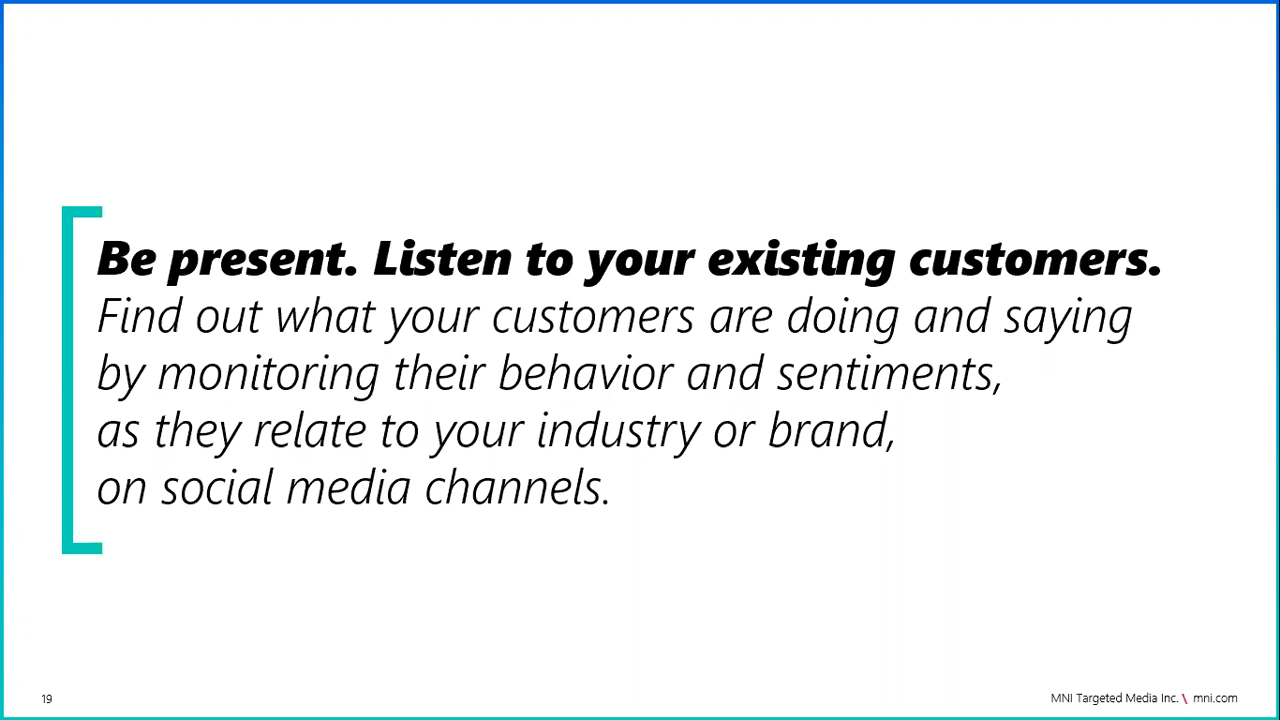 Be present. Listen to your existing customers.
Find out what your customers are doing and saying
by monitoring their behavior and sentiments,
as they relate to your industry or brand,
on social media channels.
19
MNI Targeted Media Inc. \ mni.com